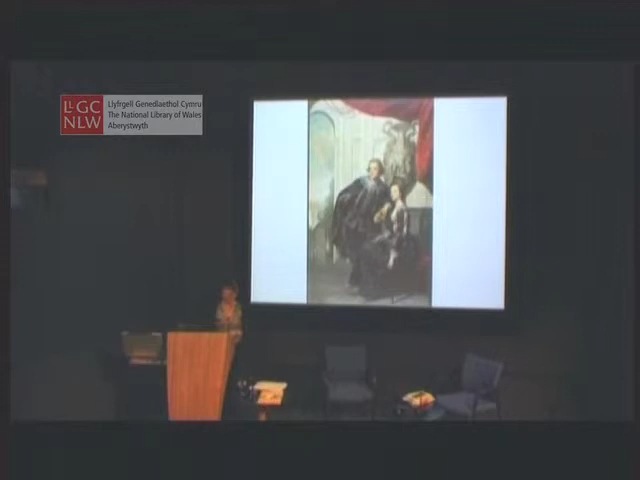 LLGC
NLW
Llyfrgell Genedlaethol Cymru
The National Library of Wales
Aberystwyth